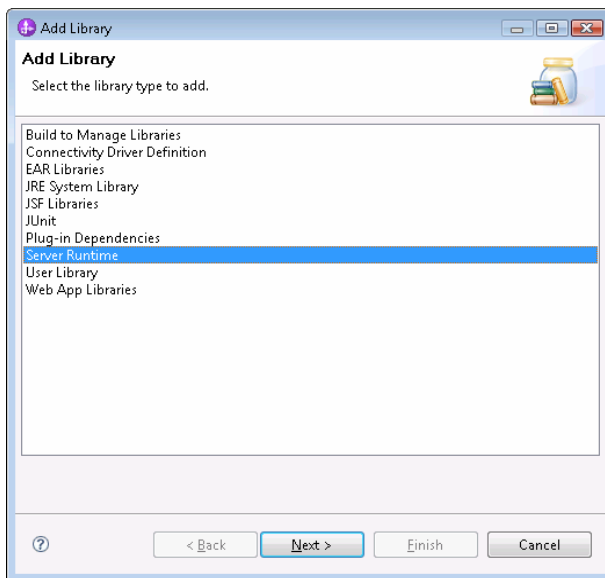 Add Library
Add Library
Select the library type to add.
Build to Manage Libraries
Connectivity Driver Definition
EAR Libraries
JRE System Library
JSF Libraries
JUnit
Plug-in Dependencies
Server Runtime
User Library
Web App Libraries
? < Back Next > Finish Cancel